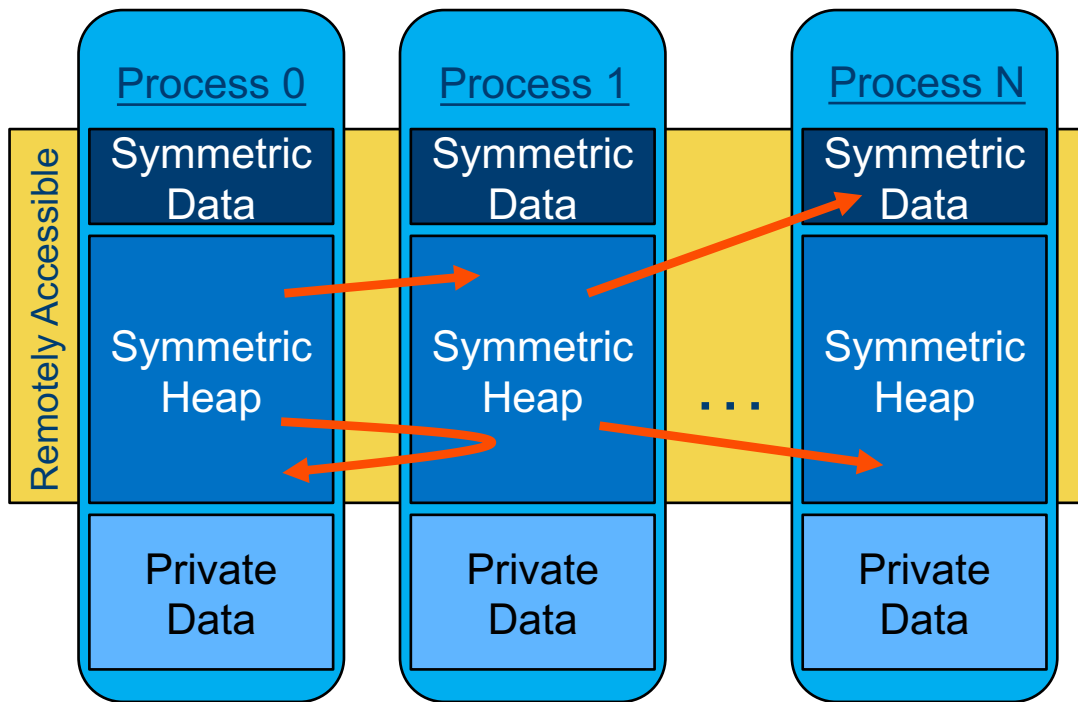 Process 0
Process 1
Process N
Remotely Accessible
Symmetric
Data
Symmetric
Data
Symmetric
Data
Symmetric
Heap
Symmetric
Heap
...
Symmetric
Heap
Private
Data
Private
Data
Private
Data